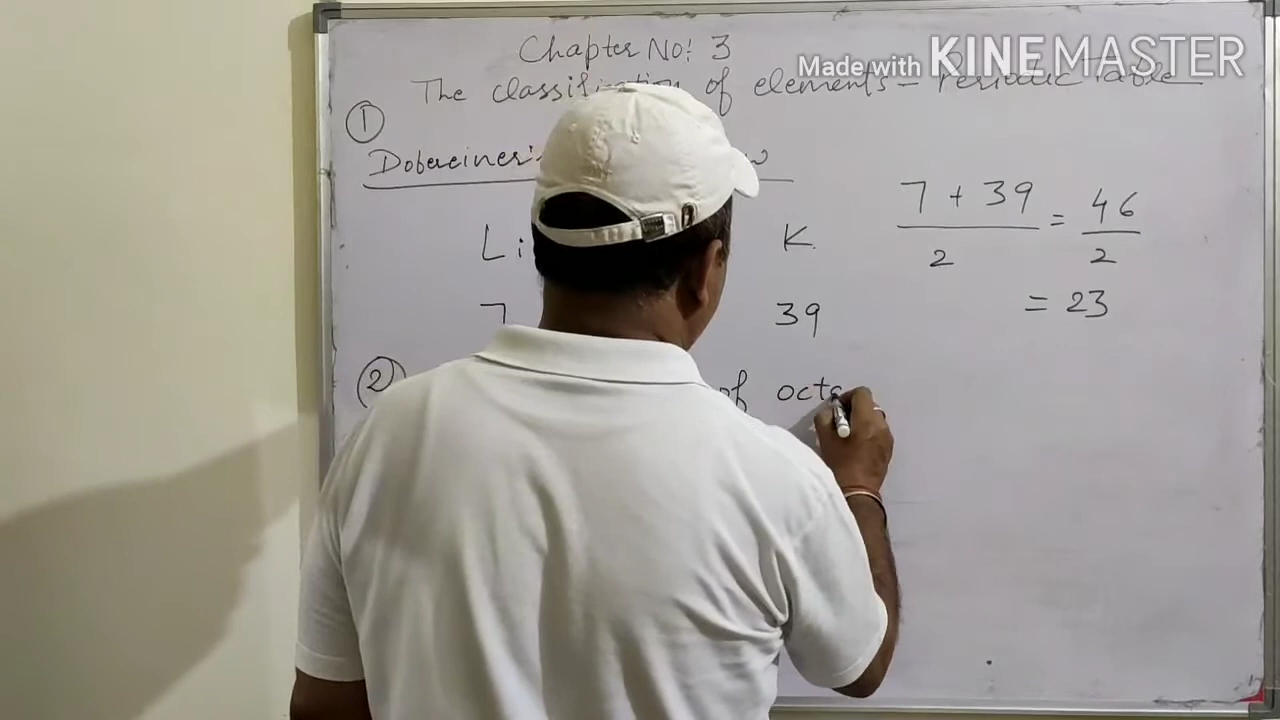 Chapter No: 3
Made with KINEMASTER
The classification of elements - Periodic Table
①
Dobereiner's
Li K.
7 39
7 + 39 / 2 = 46 / 2
= 23
② of octa